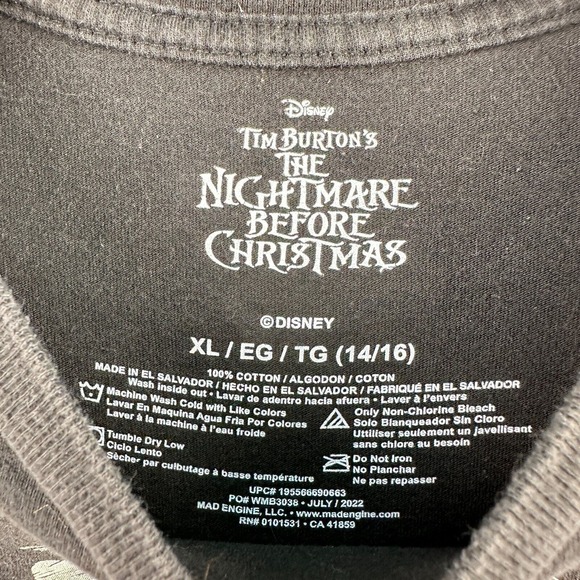 Disney
TIM BURTON'S
THE
NIGHTMARE
BEFORE
CHRISTMAS
©DISNEY
XL / EG / TG (14/16)
100% COTTON / ALGODON / COTON
MADE IN EL SALVADOR / HECHO EN EL SALVADOR / FABRIQUÉ EN EL SALVADOR
Wash inside out • Lavar de adentro hacia afuera • Laver à l'envers
Machine Wash Cold with Like Colors
Lavar En Maquina Agua Fria Por Colores
Laver à la machine à l'eau froide
Only Non-Chlorine Bleach
Solo Blanqueador Sin Cloro
Utiliser seulement un javellisant
sans chlore au besoin
Tumble Dry Low
Ciclo Lento
Sècher par culbutage à basse température
Do Not Iron
No Planchar
Ne pas repasser
UPC# 195566690663
PO# WMB3038 • JULY / 2022
MAD ENGINE, LLC. • www.madengine.com
RN# 0101531 • CA 41859